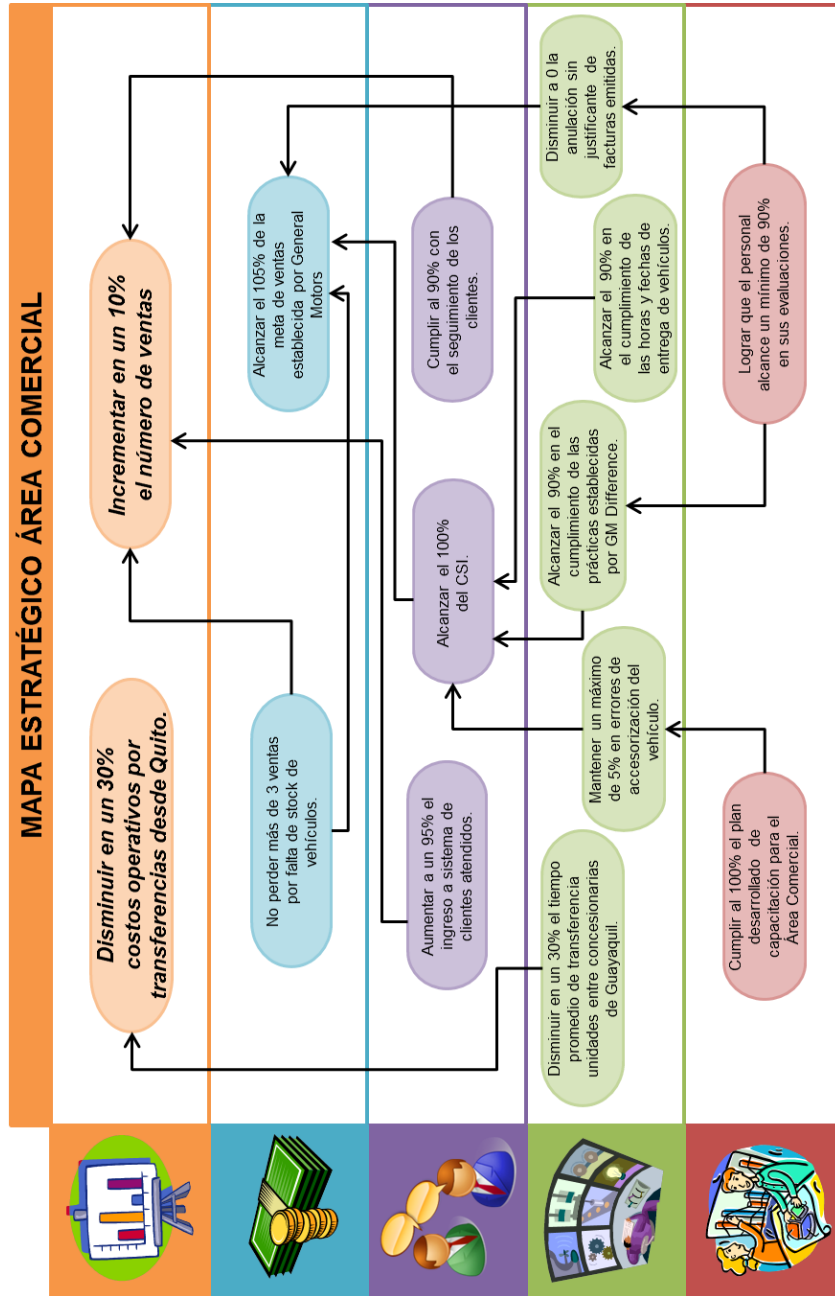 MAPA ESTRATÉGICO ÁREA COMERCIAL
Disminuir en un 30%
costos operativos por
transferencias desde Quito.
Incrementar en un 10%
el número de ventas
No perder más de 3 ventas
por falta de stock de
vehículos.
Alcanzar el 105% de la
meta de ventas
establecida por General
Motors
Aumentar a un 95% el
ingreso a sistema de
clientes atendidos.
Alcanzar el 100%
del CSI.
Cumplir al 90% con
el seguimiento de los
clientes.
Disminuir en un 30% el tiempo
promedio de transferencia
unidades entre concesionarias
de Guayaquil.
Mantener un máximo
de 5% en errores de
accesorización del
vehículo.
Alcanzar el 90% en el
cumplimiento de las
prácticas establecidas
por GM Difference.
Alcanzar el 90% en
el cumplimiento de
las horas y fechas de
entrega de vehículos.
Disminuir a 0 la
anulación sin
justificante de
facturas emitidas.
Cumplir al 100% el plan
desarrollado de
capacitación para el
Área Comercial.
Lograr que el personal
alcance un mínimo de 90%
en sus evaluaciones.